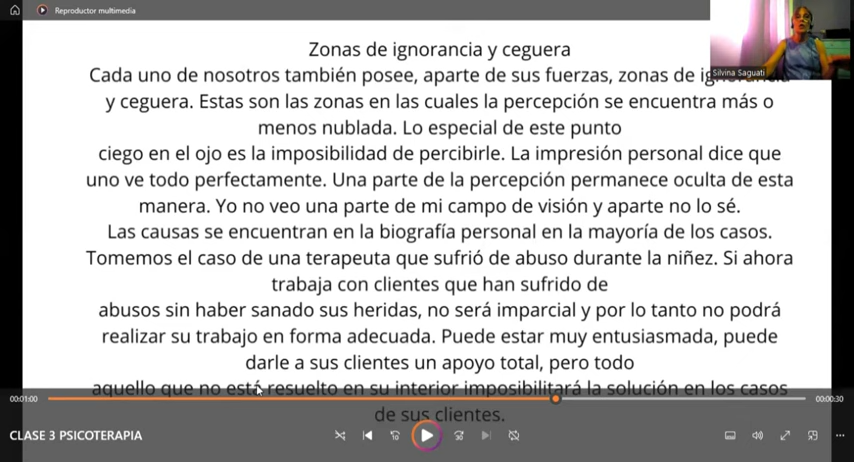 Reproductor multimedia
Silvina Saguati
Zonas de ignorancia y ceguera
Cada uno de nosotros también posee, aparte de sus fuerzas, zonas de ignorancia
y ceguera. Estas son las zonas en las cuales la percepción se encuentra más o
menos nublada. Lo especial de este punto
ciego en el ojo es la imposibilidad de percibirle. La impresión personal dice que
uno ve todo perfectamente. Una parte de la percepción permanece oculta de esta
manera. Yo no veo una parte de mi campo de visión y aparte no lo sé.
Las causas se encuentran en la biografía personal en la mayoría de los casos.
Tomemos el caso de una terapeuta que sufrió de abuso durante la niñez. Si ahora
trabaja con clientes que han sufrido de
abusos sin haber sanado sus heridas, no será imparcial y por lo tanto no podrá
realizar su trabajo en forma adecuada. Puede estar muy entusiasmada, puede
darle a sus clientes un apoyo total, pero todo
aquello que no está resuelto en su interior imposibilitará la solución en los casos
de sus clientes.
00:01:00
00:00:30
CLASE 3 PSICOTERAPIA
10
30